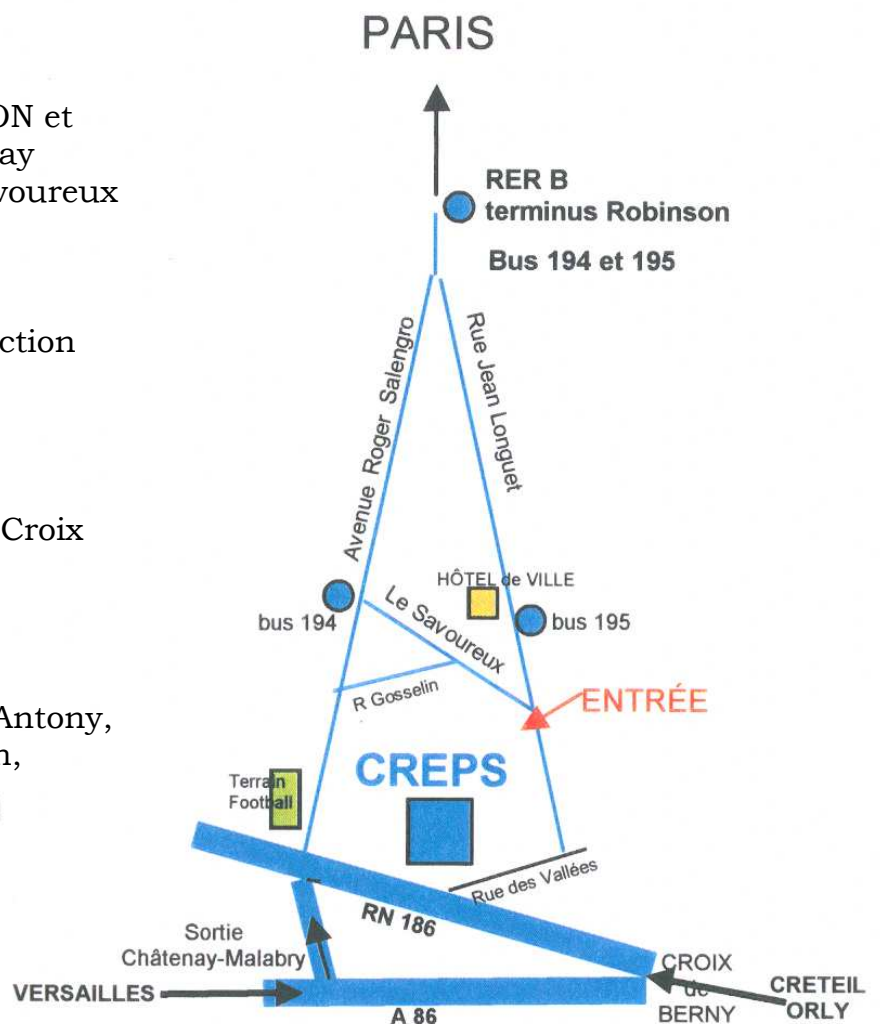 PARIS
ON et
ay
voureux
RER B
terminus Robinson
Bus 194 et 195
ction
Avenue Roger Salengro
Rue Jean Longuet
Croix
HÔTEL de VILLE
bus 194
Le Savoureux
bus 195
R Gosselin
ENTRÉE
Antony,
n,
CREPS
Terrain
Football
Rue des Vallées
RN 186
Sortie
Châtenay-Malabry
CROIX
de
BERNY
VERSAILLES
CRETEIL
ORLY
A 86